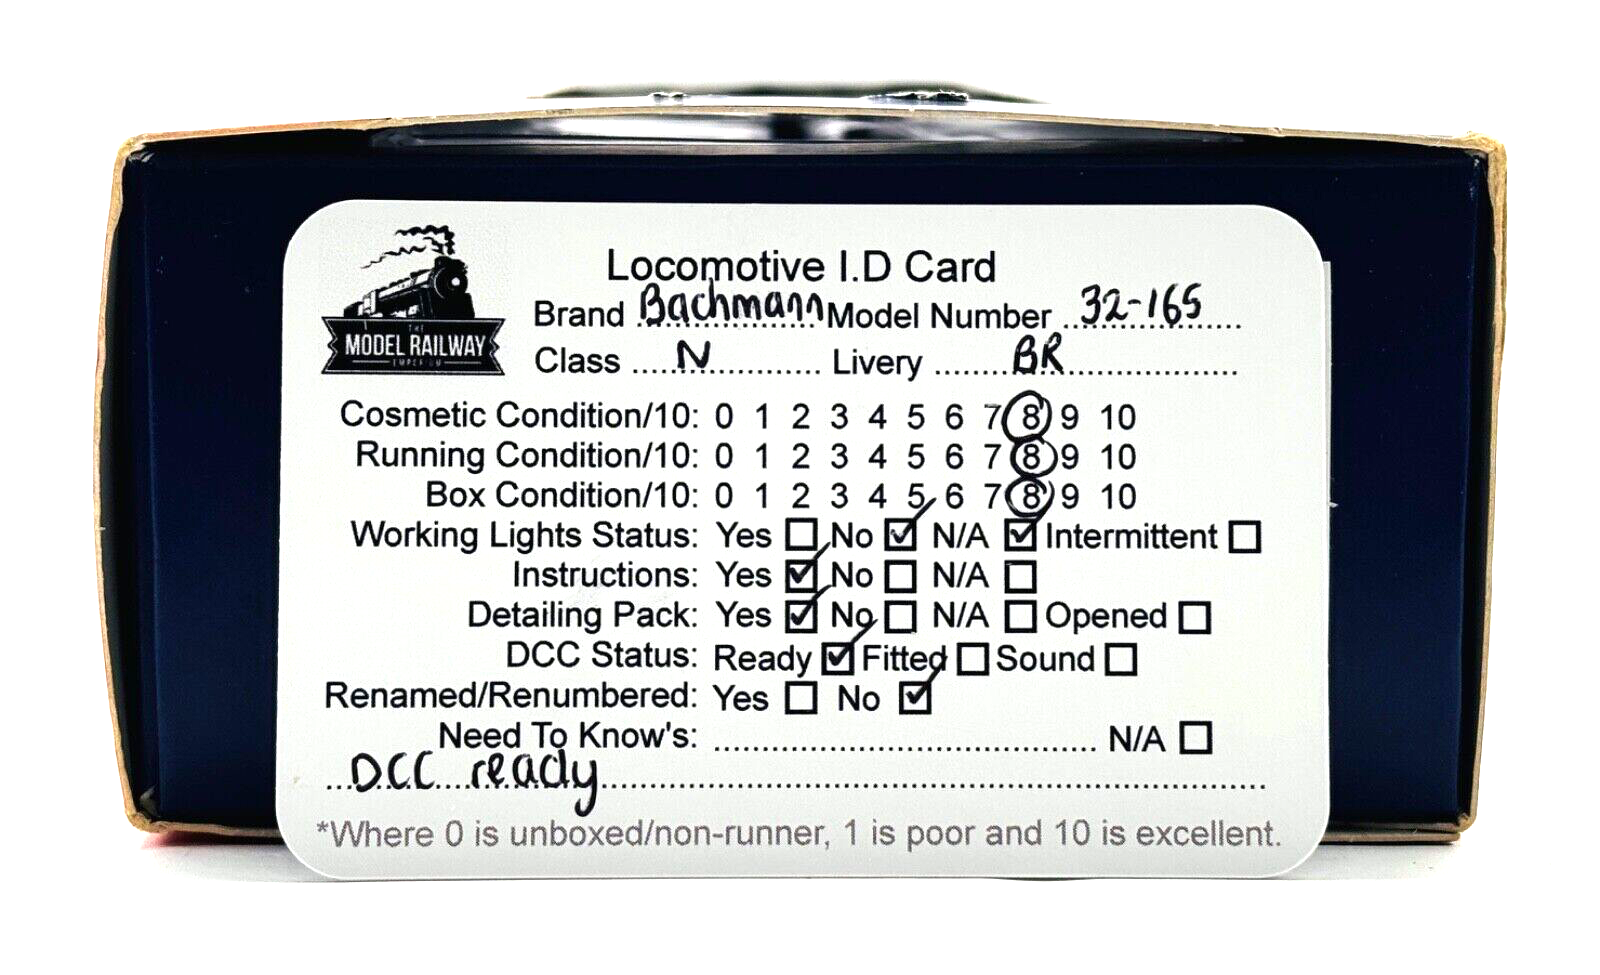 THE
MODEL RAILWAY
EMPORIUM
Locomotive I.D Card
Brand Bachmann Model Number 32-165
Class N Livery BR
Cosmetic Condition/10: 0 1 2 3 4 5 6 7 8 9 10
Running Condition/10: 0 1 2 3 4 5 6 7 8 9 10
Box Condition/10: 0 1 2 3 4 5 6 7 8 9 10
Working Lights Status: Yes ☐ No ☑ N/A ☑ Intermittent ☐
Instructions: Yes ☑ No ☐ N/A ☐
Detailing Pack: Yes ☑ No ☐ N/A ☐ Opened ☐
DCC Status: Ready ☑ Fitted ☐ Sound ☐
Renamed/Renumbered: Yes ☐ No ☑
Need To Know's: ........................................ N/A ☐
DCC ready
*Where 0 is unboxed/non-runner, 1 is poor and 10 is excellent.